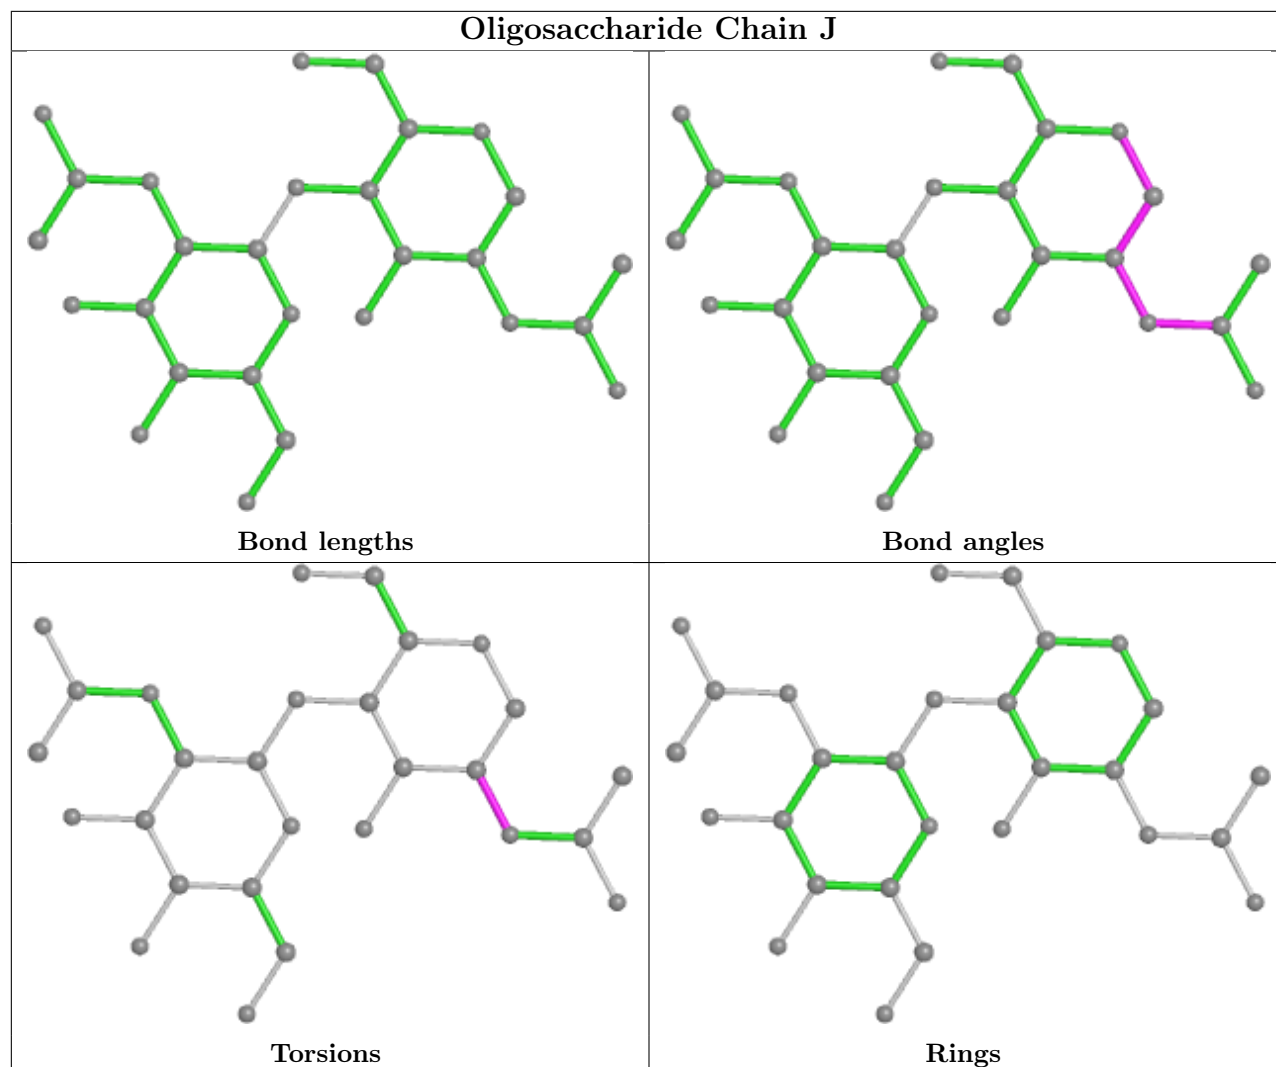 Oligosaccharide Chain J
Bond lengths
Bond angles
Torsions
Rings